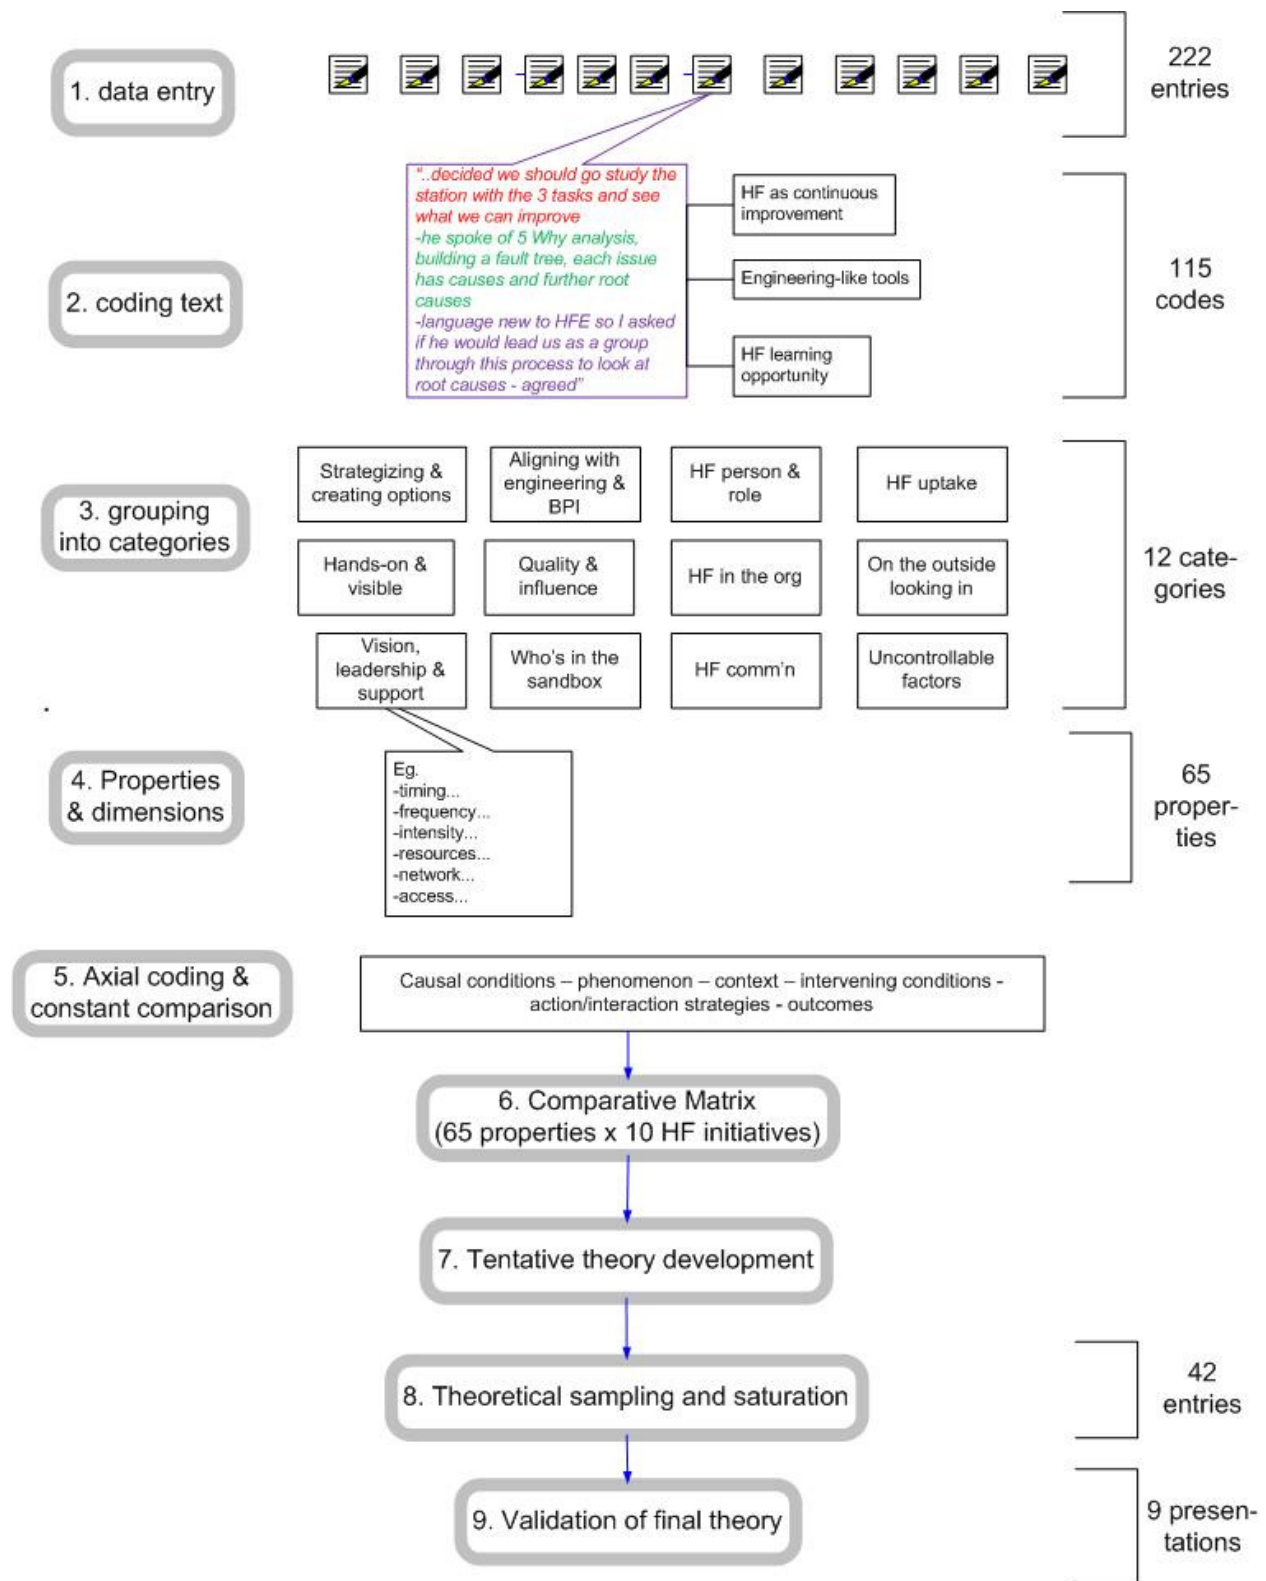 1. data entry
222
entries
2. coding text
"..decided we should go study the
station with the 3 tasks and see
what we can improve
-he spoke of 5 Why analysis,
building a fault tree, each issue
has causes and further root
causes
-language new to HFE so I asked
if he would lead us as a group
through this process to look at
root causes - agreed"
HF as continuous
improvement
Engineering-like tools
HF learning
opportunity
115
codes
3. grouping
into categories
Strategizing &
creating options
Aligning with
engineering &
BPI
HF person &
role
HF uptake
Hands-on &
visible
Quality &
influence
HF in the org
On the outside
looking in
Vision,
leadership &
support
Who's in the
sandbox
HF comm'n
Uncontrollable
factors
12 cate-
gories
.
4. Properties
& dimensions
Eg.
-timing...
-frequency...
-intensity...
-resources...
-network...
-access...
65
proper-
ties
5. Axial coding &
constant comparison
Causal conditions – phenomenon – context – intervening conditions -
action/interaction strategies - outcomes
6. Comparative Matrix
(65 properties x 10 HF initiatives)
7. Tentative theory development
8. Theoretical sampling and saturation
42
entries
9. Validation of final theory
9 presen-
tations